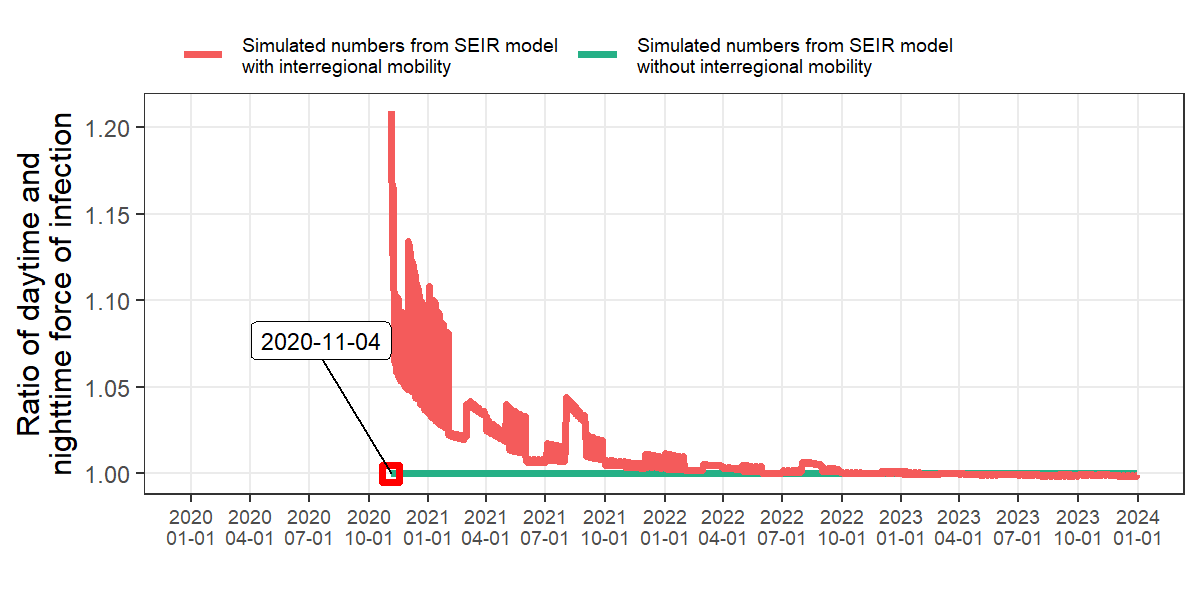 Simulated numbers from SEIR model
with interregional mobility
Simulated numbers from SEIR model
without interregional mobility
Ratio of daytime and
nighttime force of infection
1.20
1.15
1.10
1.05
1.00
2020-11-04
2020 2020 2020 2020 2021 2021 2021 2021 2022 2022 2022 2022 2023 2023 2023 2023 2024
01-01 04-01 07-01 10-01 01-01 04-01 07-01 10-01 01-01 04-01 07-01 10-01 01-01 04-01 07-01 10-01 01-01